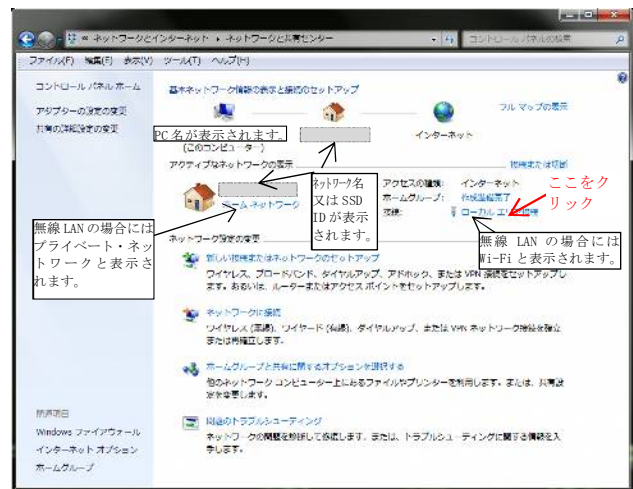 ネットワークとインターネット ▸ ネットワークと共有センター
コントロール パネルの検索
ファイル(F) 編集(E) 表示(V) ツール(T) ヘルプ(H)
コントロール パネル ホーム
アダプターの設定の変更
共有の詳細設定の変更
基本ネットワーク情報の表示と接続のセットアップ
フル マップの表示
PC名が表示されます。
(このコンピューター)
インターネット
アクティブなネットワークの表示
接続または切断
ホーム ネットワーク
アクセスの種類: インターネット
ホームグループ: 作成準備完了
接続: ローカル エリア接続
ネットワーク名
又は SSD
ID が表示
されます。
ここをク
リック
無線 LAN の場合には
プライベート・ネッ
トワークと表示さ
れます。
無線 LAN の場合には
Wi-Fi と表示されます。
ネットワーク設定の変更
新しい接続またはネットワークのセットアップ
ワイヤレス、ブロードバンド、ダイヤルアップ、アドホック、または VPN 接続をセットアップし
ます。あるいは、ルーターまたはアクセス ポイントをセットアップします。
ネットワークに接続
ワイヤレス (無線)、ワイヤード (有線)、ダイヤルアップ、または VPN ネットワーク接続を確立
または再確立します。
ホームグループと共有に関するオプションを選択する
他のネットワーク コンピューター上にあるファイルやプリンターを利用します。または、共有設
定を変更します。
問題のトラブルシューティング
ネットワークの問題を診断して修復します。または、トラブルシューティングに関する情報を入
手します。
関連項目
Windows ファイアウォール
インターネット オプション
ホームグループ